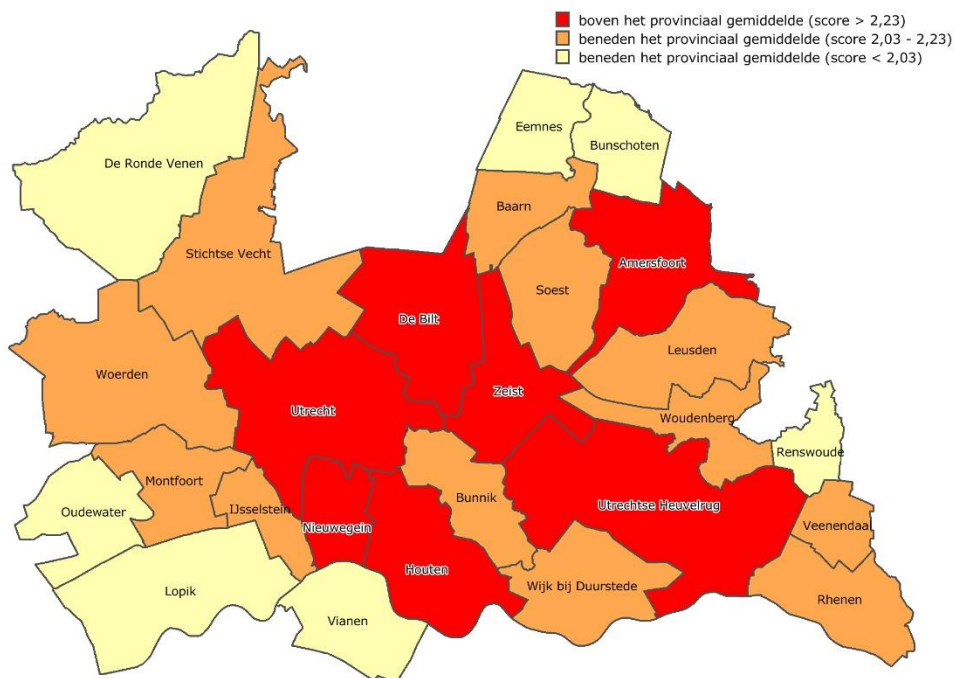 boven het provinciaal gemiddelde (score > 2,23)
beneden het provinciaal gemiddelde (score 2,03 - 2,23)
beneden het provinciaal gemiddelde (score < 2,03)
Eemnes
Bunschoten
De Ronde Venen
Baarn
Stichtse Vecht
Amersfoort
Soest
De Bilt
Leusden
Woerden
Zeist
Utrecht
Woudenberg
Renswoude
Montfoort
Bunnik
Utrechtse Heuvelrug
Oudewater
IJsselstein
Nieuwegein
Veenendaal
Houten
Wijk bij Duurstede
Lopik
Rhenen
Vianen